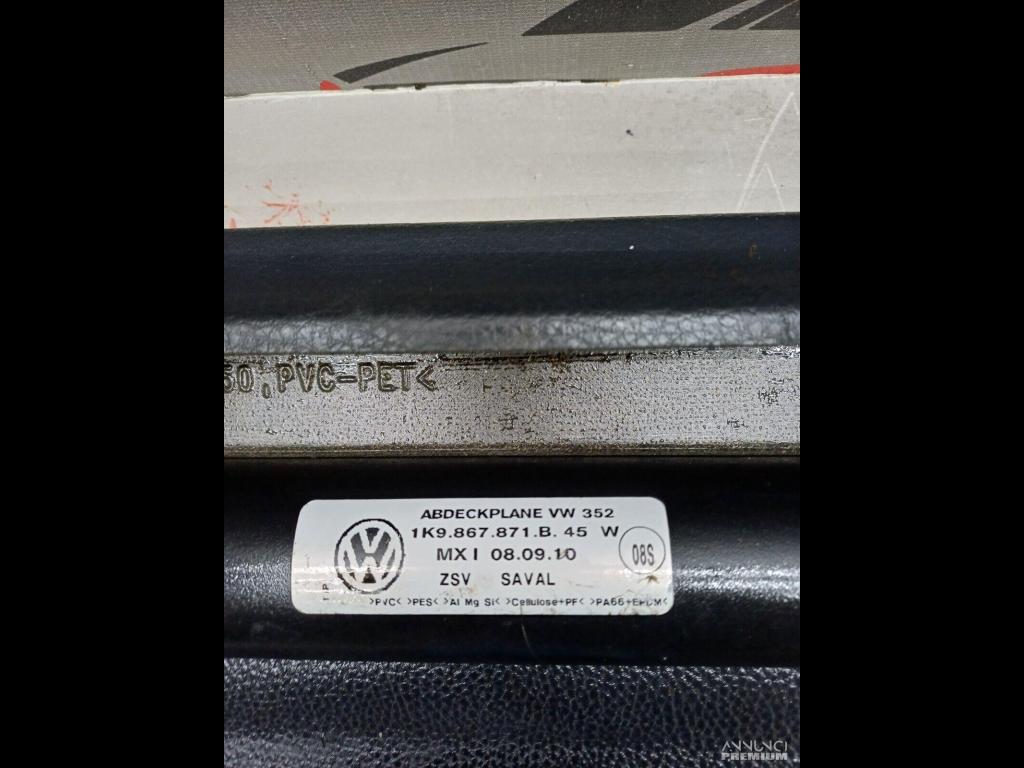 50;PVC-PET<
ABDECKPLANE VW 352
1K9.867.871.B. 45 W
MX I 08.09.10
08S
ZSV SAVAL
>PVC< >PES< >Al Mg Si< >Cellulose+PF< >PA66+EPDM<
ANNUNCI
PREMIUM